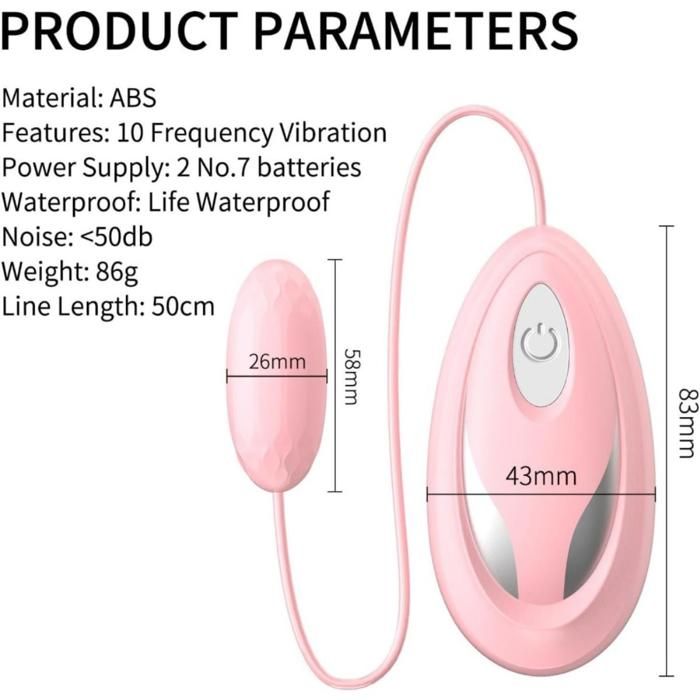 PRODUCT PARAMETERS
Material: ABS
Features: 10 Frequency Vibration
Power Supply: 2 No.7 batteries
Waterproof: Life Waterproof
Noise: <50db
Weight: 86g
Line Length: 50cm
26mm
58mm
43mm
83mm